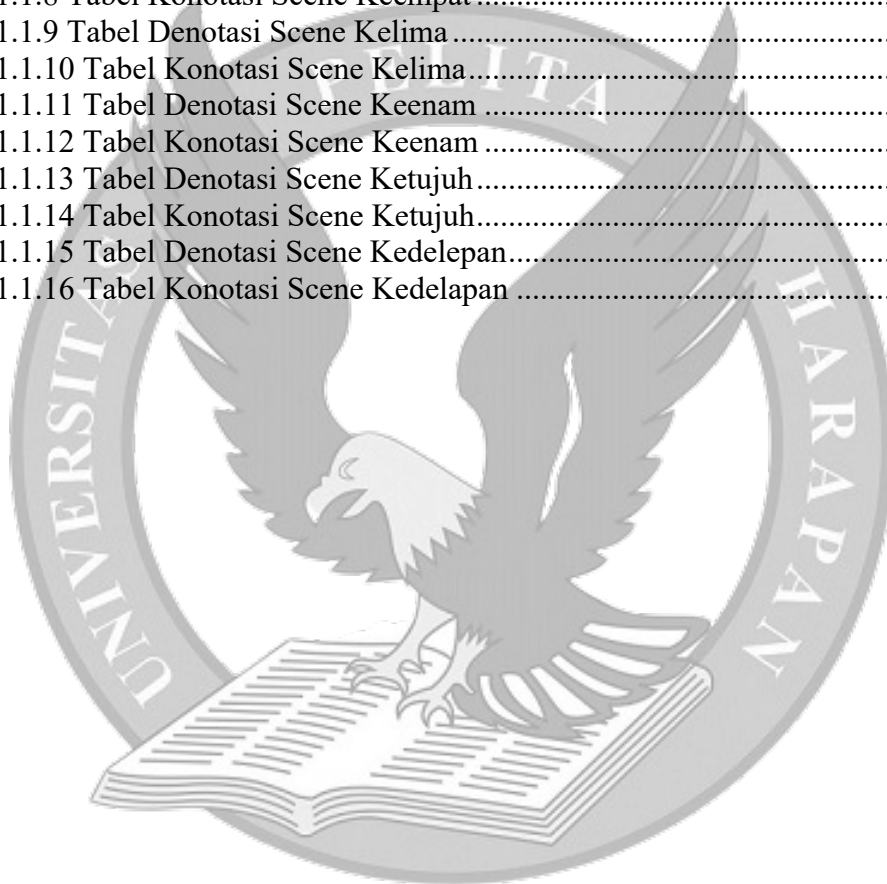 1.1.8 Tabel Konotasi Scene Keempat
1.1.9 Tabel Denotasi Scene Kelima
1.1.10 Tabel Konotasi Scene Kelima
1.1.11 Tabel Denotasi Scene Keenam
1.1.12 Tabel Konotasi Scene Keenam
1.1.13 Tabel Denotasi Scene Ketujuh
1.1.14 Tabel Konotasi Scene Ketujuh
1.1.15 Tabel Denotasi Scene Kedelepan
1.1.16 Tabel Konotasi Scene Kedelapan
UNIVERSITAS PELITA HARAPAN